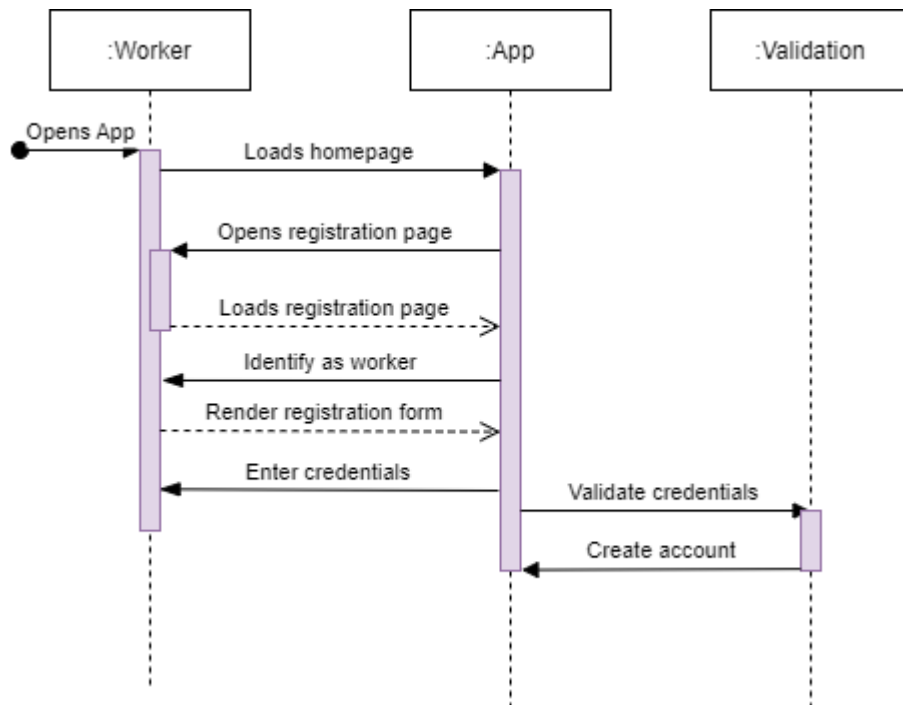 :Worker
:App
:Validation
Opens App
Loads homepage
Opens registration page
Loads registration page
Identify as worker
Render registration form
Enter credentials
Validate credentials
Create account